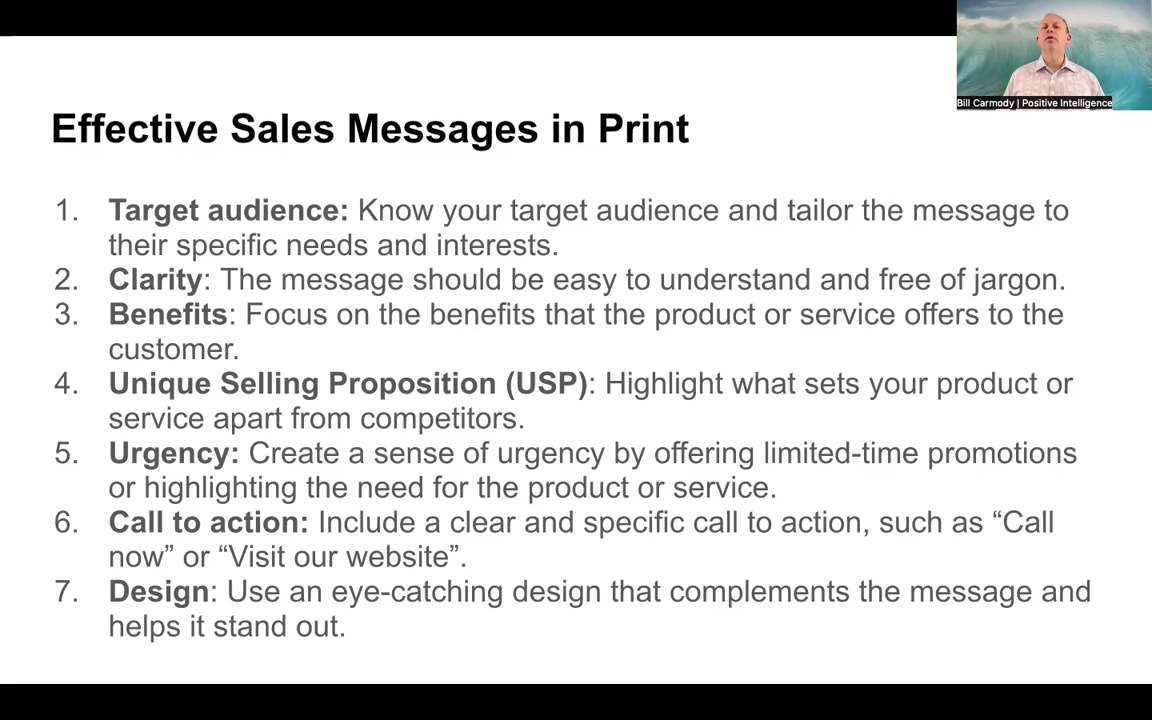 Bill Carmody | Positive Intelligence
Effective Sales Messages in Print
1. Target audience: Know your target audience and tailor the message to
their specific needs and interests.
2. Clarity: The message should be easy to understand and free of jargon.
3. Benefits: Focus on the benefits that the product or service offers to the
customer.
4. Unique Selling Proposition (USP): Highlight what sets your product or
service apart from competitors.
5. Urgency: Create a sense of urgency by offering limited-time promotions
or highlighting the need for the product or service.
6. Call to action: Include a clear and specific call to action, such as “Call
now” or “Visit our website”.
7. Design: Use an eye-catching design that complements the message and
helps it stand out.